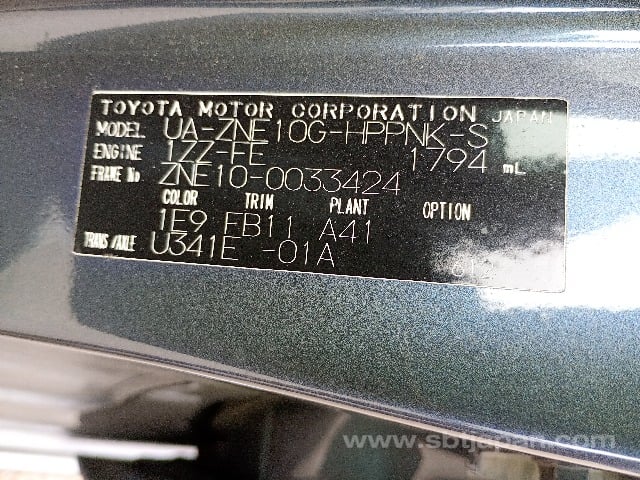 TOYOTA MOTOR CORPORATION JAPAN
MODEL UA-ZNE10G-HPPNK-S
ENGINE 1ZZ-FE 1794 mL
FRAME No ZNE10-0033424
COLOR TRIM PLANT OPTION
1F9 FB11 A41
TRANS/AXLE U341E -01A
www.sbtjapan.com